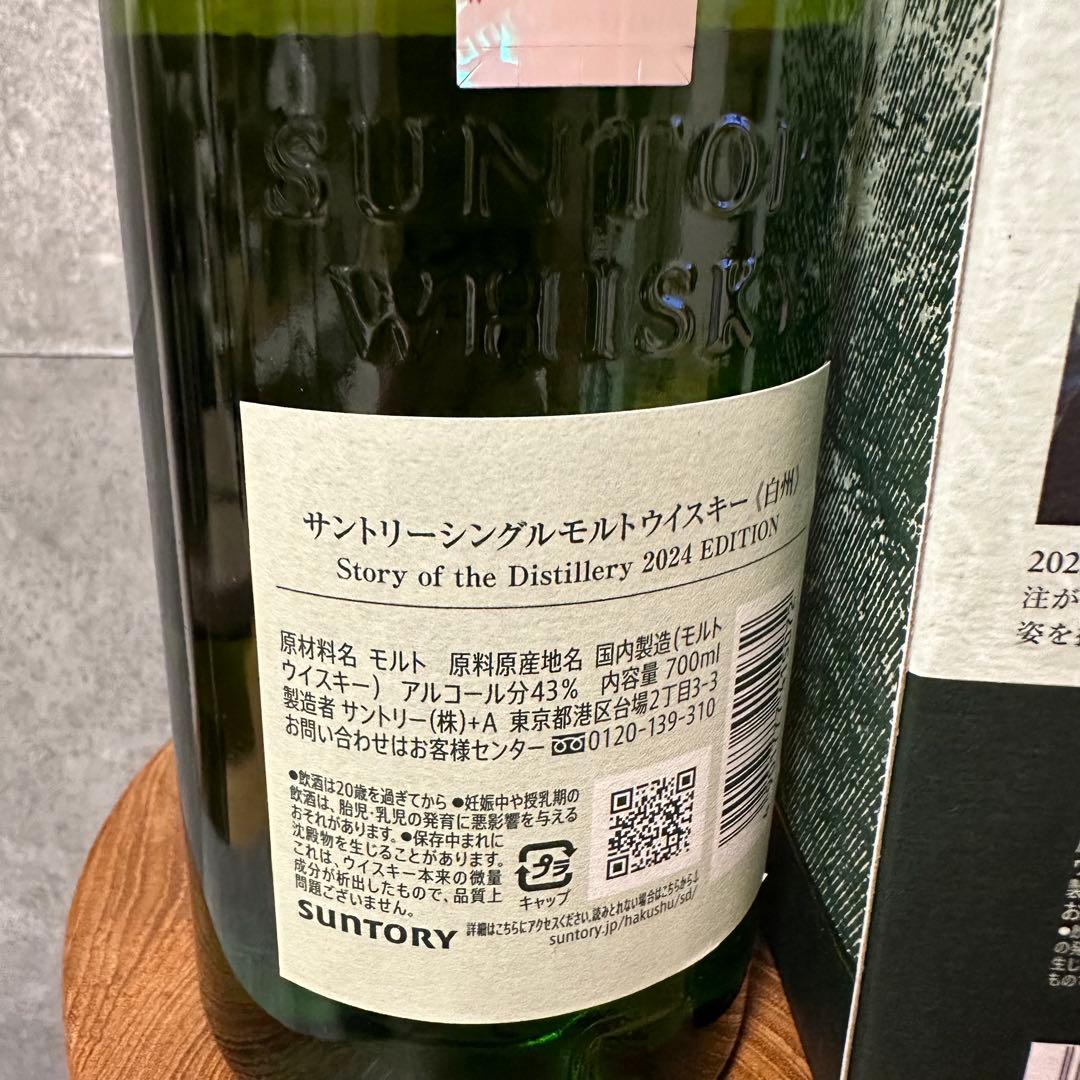 SUNTO
WHISKY
サントリーシングルモルトウイスキー《白州》
Story of the Distillery 2024 EDITION
原材料名 モルト 原料原産地名 国内製造(モルト
ウイスキー) アルコール分43% 内容量 700ml
製造者 サントリー(株)+A 東京都港区台場2丁目3-3
お問い合わせはお客様センター 0120-139-310
●飲酒は20歳を過ぎてから ●妊娠中や授乳期の
飲酒は、胎児・乳児の発育に悪影響を与える
おそれがあります。●保存中まれに
沈殿物を生じることがあります。
これは、ウイスキー本来の微量
成分が析出したもので、品質上
問題ございません。
プラ
キャップ
SUNTORY
詳細はこちらにアクセスください。読みとれない場合はこちらから↓
suntory.jp/hakushu/sd/
202
注が
姿を
製
お
の発
生じ
もの